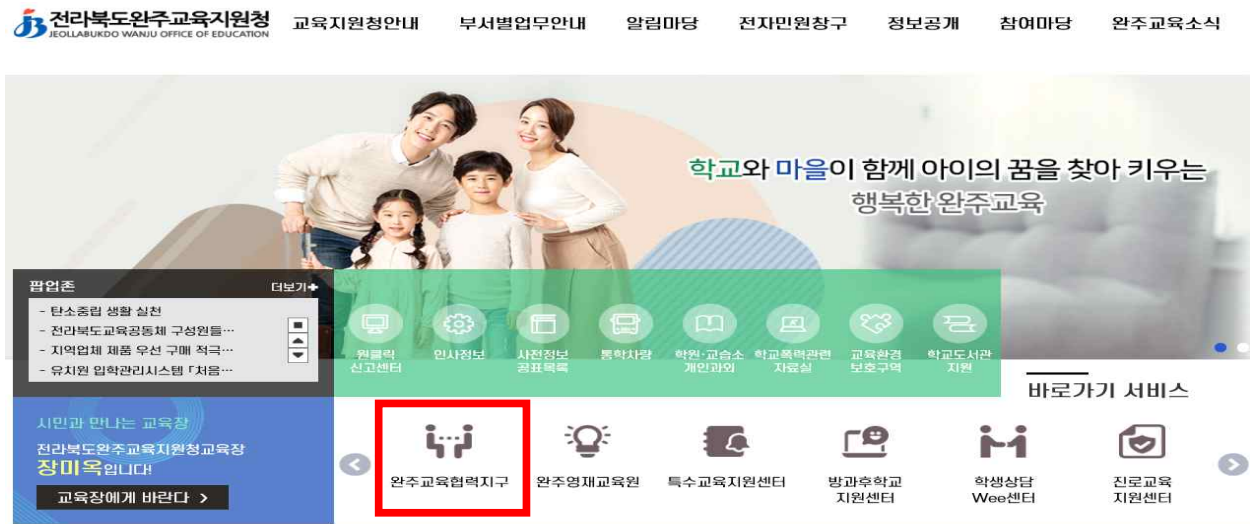 전라북도완주교육지원청
JEOLLABUKDO WANJU OFFICE OF EDUCATION
교육지원청안내 부서별업무안내 알림마당 전자민원창구 정보공개 참여마당 완주교육소식
학교와 마을이 함께 아이의 꿈을 찾아 키우는
행복한 완주교육
팝업존 더보기+
- 탄소중립 생활 실천
- 전라북도교육공동체 구성원들…
- 지역업체 제품 우선 구매 적극…
- 유치원 입학관리시스템 「처음…
원클릭 신고센터
인사정보
사전정보 공표목록
통학차량
학원·교습소 개인과외
학교폭력관련 자료실
교육환경 보호구역
학교도서관 지원
바로가기 서비스
시민과 만나는 교육장
전라북도완주교육지원청교육장
장미옥입니다!
교육장에게 바란다 >
완주교육협력지구
완주영재교육원
특수교육지원센터
방과후학교
지원센터
학생상담
Wee센터
진로교육
지원센터